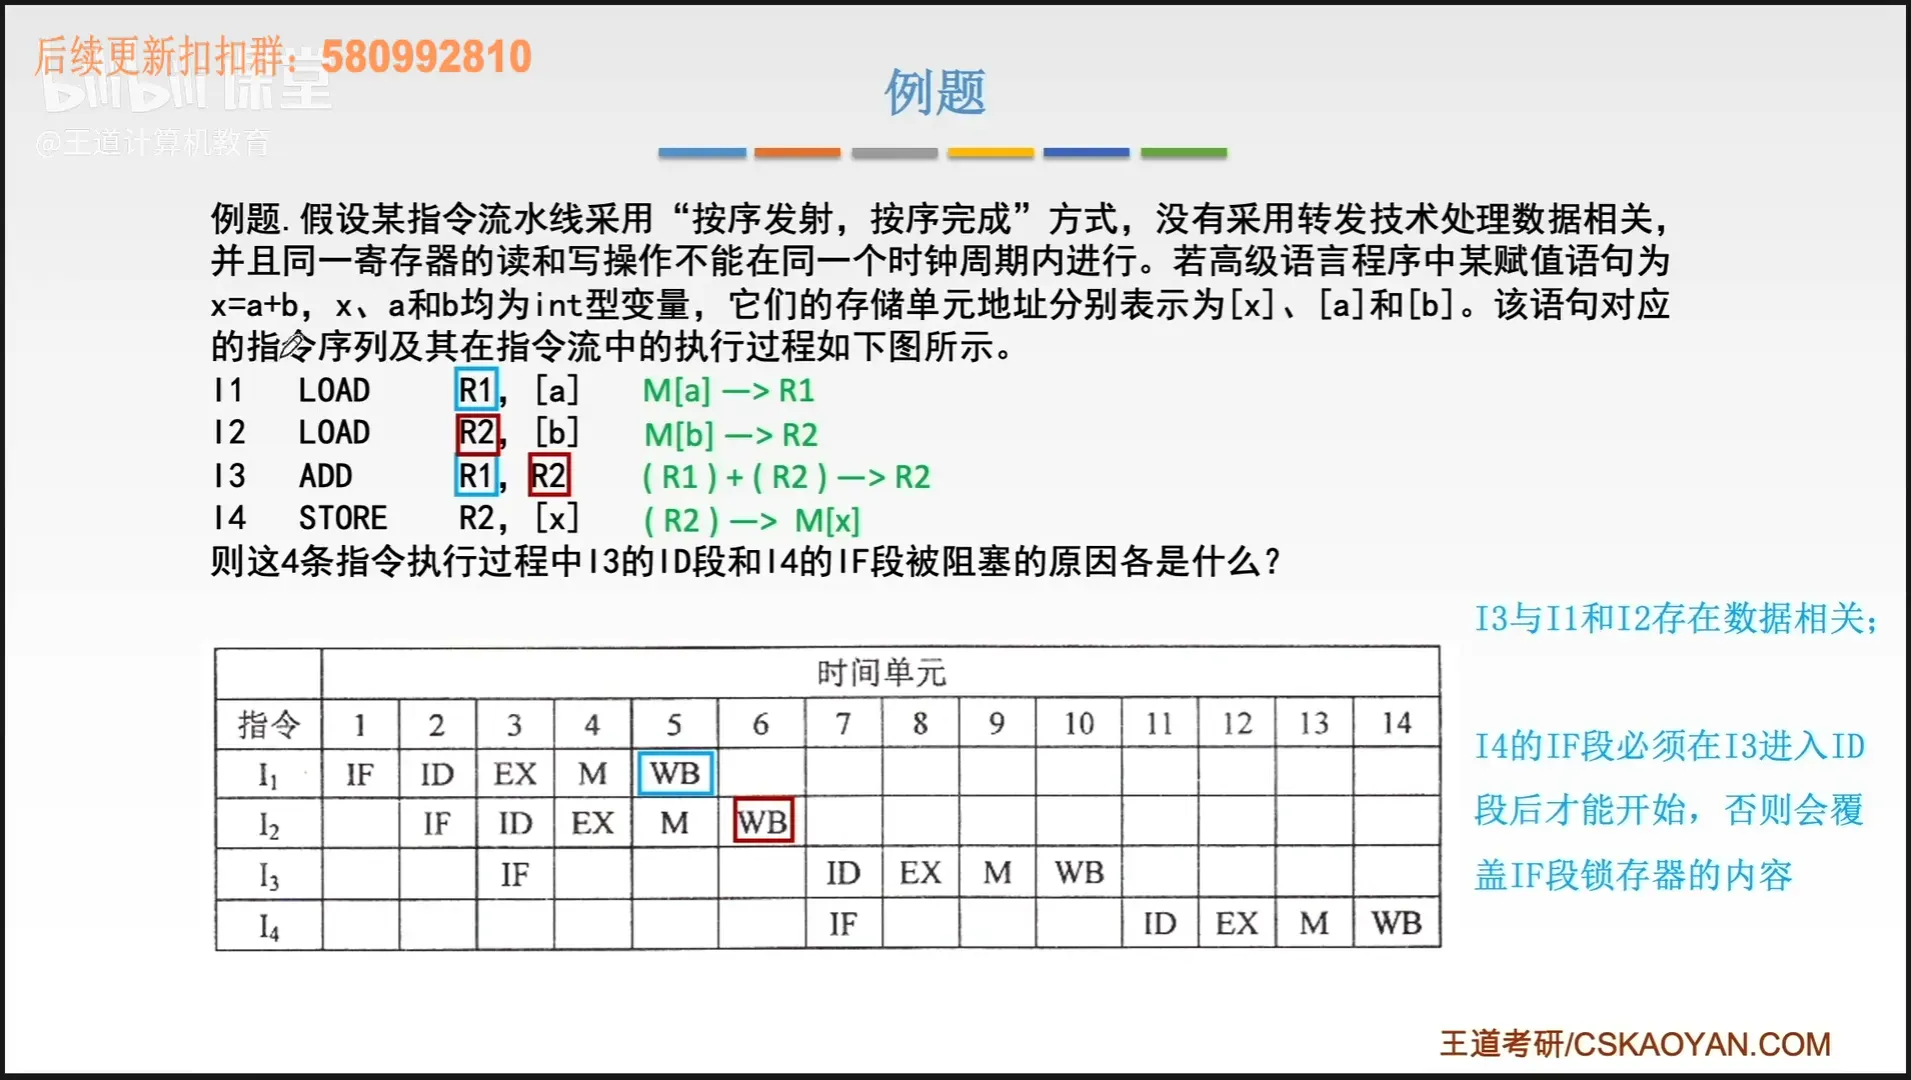 后续更新扣扣群：580992810
bilibili 课堂
@王道计算机教育
例题
例题.假设某指令流水线采用“按序发射，按序完成”方式，没有采用转发技术处理数据相关，
并且同一寄存器的读和写操作不能在同一个时钟周期内进行。若高级语言程序中某赋值语句为
x=a+b，x、a和b均为int型变量，它们的存储单元地址分别表示为[x]、[a]和[b]。该语句对应
的指令序列及其在指令流中的执行过程如下图所示。
I1 LOAD R1, [a] M[a] —> R1
I2 LOAD R2, [b] M[b] —> R2
I3 ADD R1, R2 ( R1 ) + ( R2 ) —> R2
I4 STORE R2, [x] ( R2 ) —> M[x]
则这4条指令执行过程中I3的ID段和I4的IF段被阻塞的原因各是什么？
I3与I1和I2存在数据相关；
I4的IF段必须在I3进入ID
段后才能开始，否则会覆
盖IF段锁存器的内容
时间单元
指令 1 2 3 4 5 6 7 8 9 10 11 12 13 14
I₁ IF ID EX M WB
I₂ IF ID EX M WB
I₃ IF ID EX M WB
I₄ IF ID EX M WB
王道考研/CSKAOYAN.COM